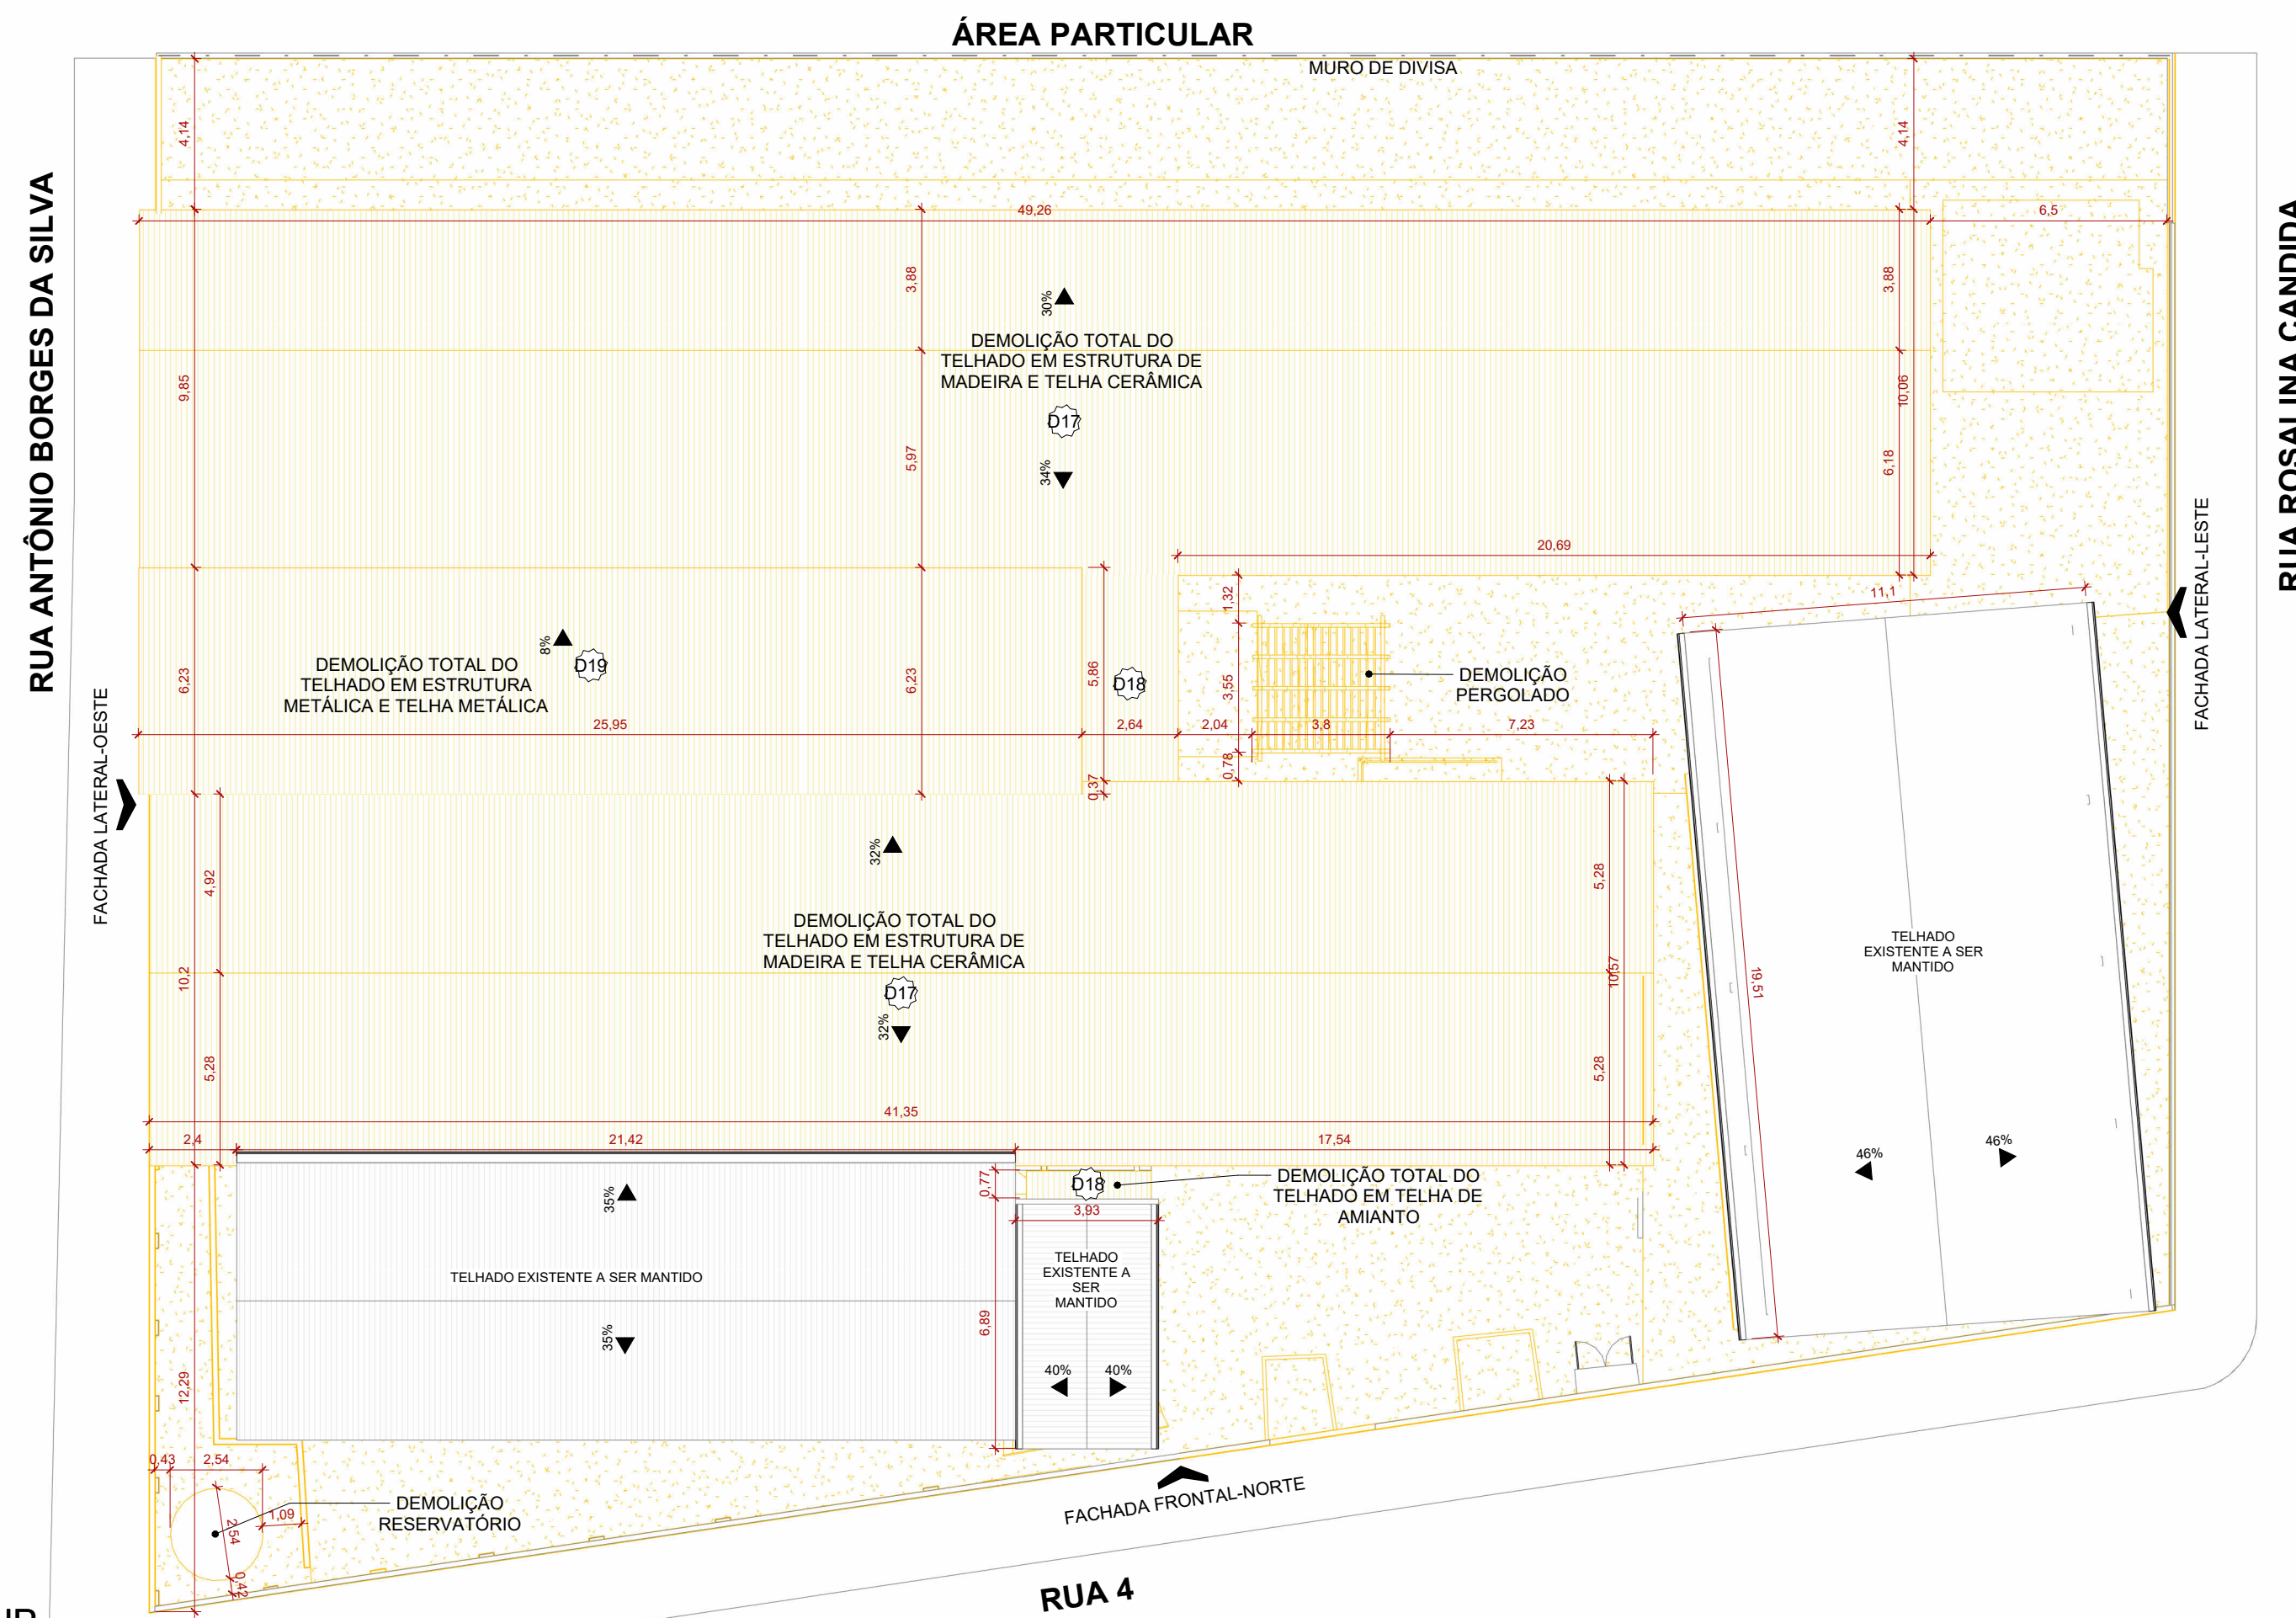 ÁREA PARTICULAR
MURO DE DIVISA
RUA ANTÔNIO BORGES DA SILVA
RUA ROSALINA CANDIDA
4,14
4,14
49,26
6,5
3,88
3,88
30%
DEMOLIÇÃO TOTAL DO
TELHADO EM ESTRUTURA DE
MADEIRA E TELHA CERÂMICA
D17
34%
9,85
5,97
10,06
6,18
20,69
FACHADA LATERAL-LESTE
11,1
1,32
8%
D19
DEMOLIÇÃO TOTAL DO
TELHADO EM ESTRUTURA
METÁLICA E TELHA METÁLICA
6,23
6,23
5,86
D18
3,55
DEMOLIÇÃO
PERGOLADO
25,95
2,64
2,04
3,8
7,23
0,78
0,37
FACHADA LATERAL-OESTE
32%
4,92
5,28
DEMOLIÇÃO TOTAL DO
TELHADO EM ESTRUTURA DE
MADEIRA E TELHA CERÂMICA
D17
32%
10,2
10,57
TELHADO
EXISTENTE A SER
MANTIDO
19,51
5,28
5,28
41,35
2,4
21,42
17,54
46%
46%
35%
0,77
D18
DEMOLIÇÃO TOTAL DO
TELHADO EM TELHA DE
AMIANTO
3,93
TELHADO EXISTENTE A SER MANTIDO
TELHADO
EXISTENTE A
SER
MANTIDO
35%
6,89
40%
40%
12,29
0,43
2,54
DEMOLIÇÃO
RESERVATÓRIO
1,09
2,54
0,42
FACHADA FRONTAL-NORTE
RUA 4